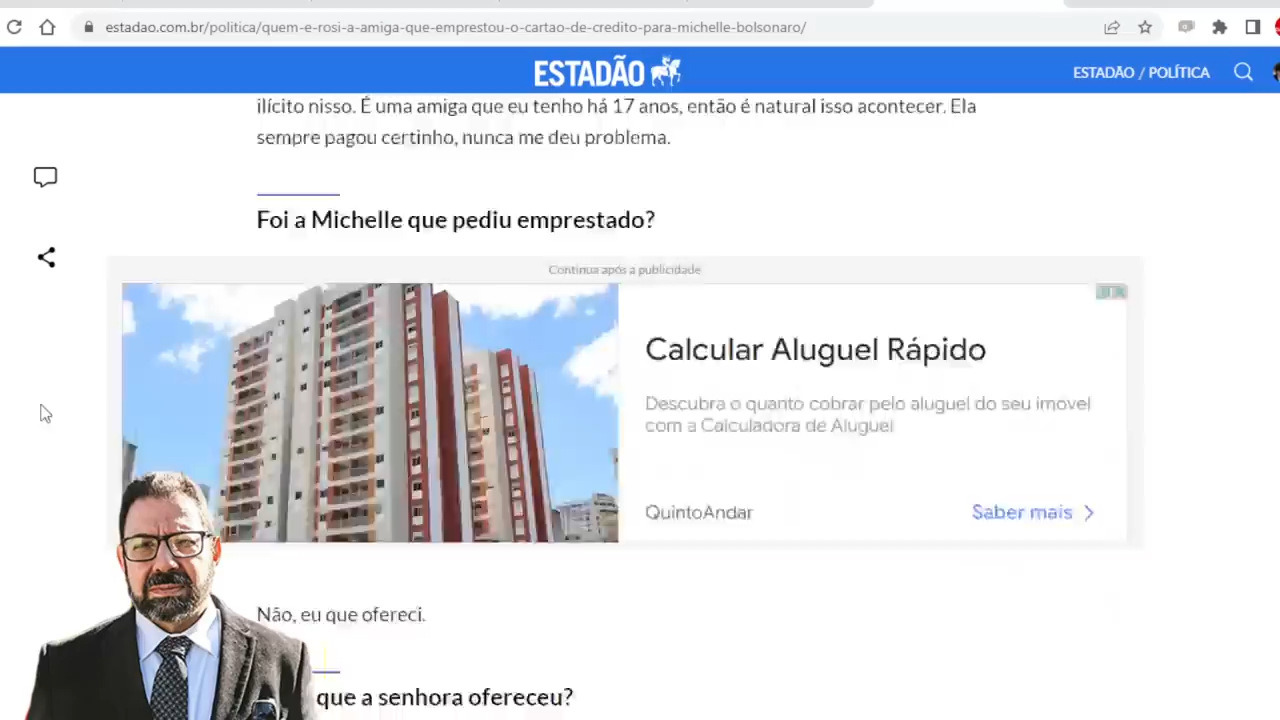 estadao.com.br/politica/quem-e-rosi-a-amiga-que-emprestou-o-cartao-de-credito-para-michelle-bolsonaro/
ESTADÃO
ESTADÃO / POLÍTICA
ilícito nisso. É uma amiga que eu tenho há 17 anos, então é natural isso acontecer. Ela
sempre pagou certinho, nunca me deu problema.
Foi a Michelle que pediu emprestado?
Continua após a publicidade
Calcular Aluguel Rápido
Descubra o quanto cobrar pelo aluguel do seu imóvel
com a Calculadora de Aluguel
QuintoAndar
Saber mais
Não, eu que ofereci.
que a senhora ofereceu?